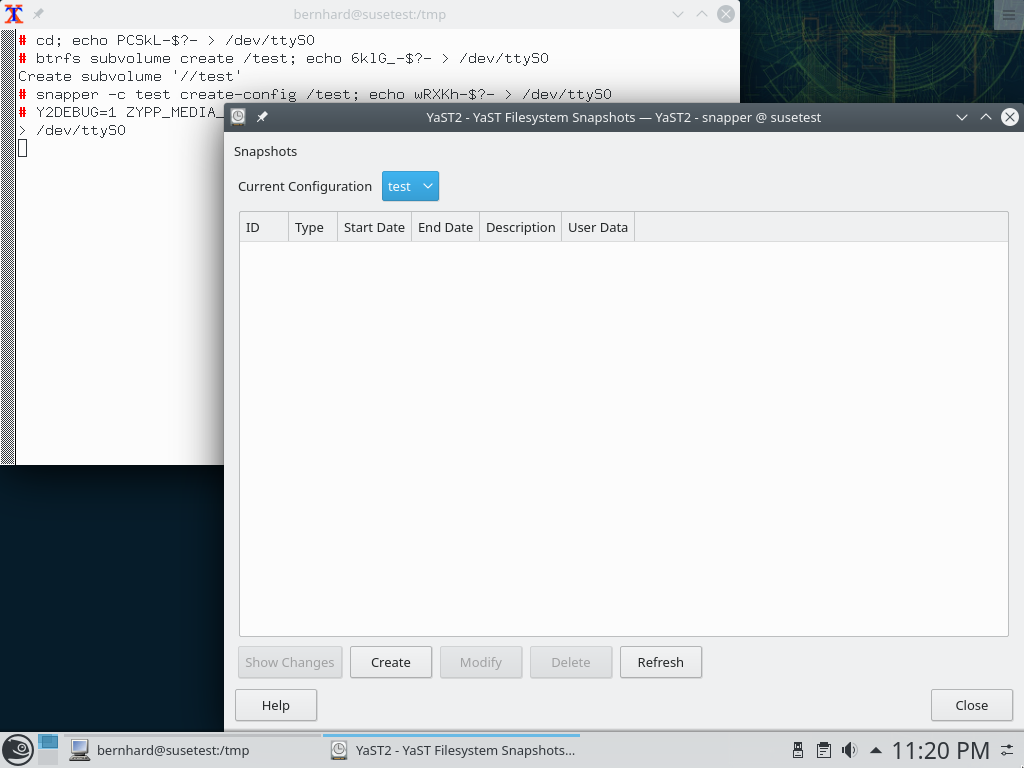 bernhard@susetest:/tmp
# cd; echo PCSkL-$?- > /dev/ttyS0
# btrfs subvolume create /test; echo 6klG_-$?- > /dev/ttyS0
Create subvolume '//test'
# snapper -c test create-config /test; echo wRXKh-$?- > /dev/ttyS0
# Y2DEBUG=1 ZYPP_MEDIA_
> /dev/ttyS0
YaST2 - YaST Filesystem Snapshots — YaST2 - snapper @ susetest
Snapshots
Current Configuration test
ID Type Start Date End Date Description User Data
Show Changes Create Modify Delete Refresh
Help Close
bernhard@susetest:/tmp YaST2 - YaST Filesystem Snapshots... 11:20 PM